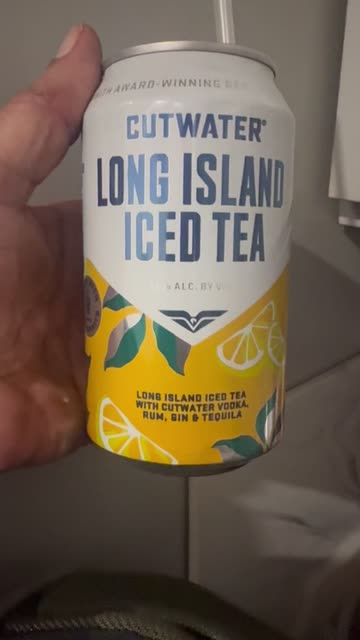 AWARD-WINNING
CUTWATER®
LONG ISLAND
ICED TEA
% ALC. BY
LONG ISLAND ICED TEA
WITH CUTWATER VODKA,
RUM, GIN & TEQUILA